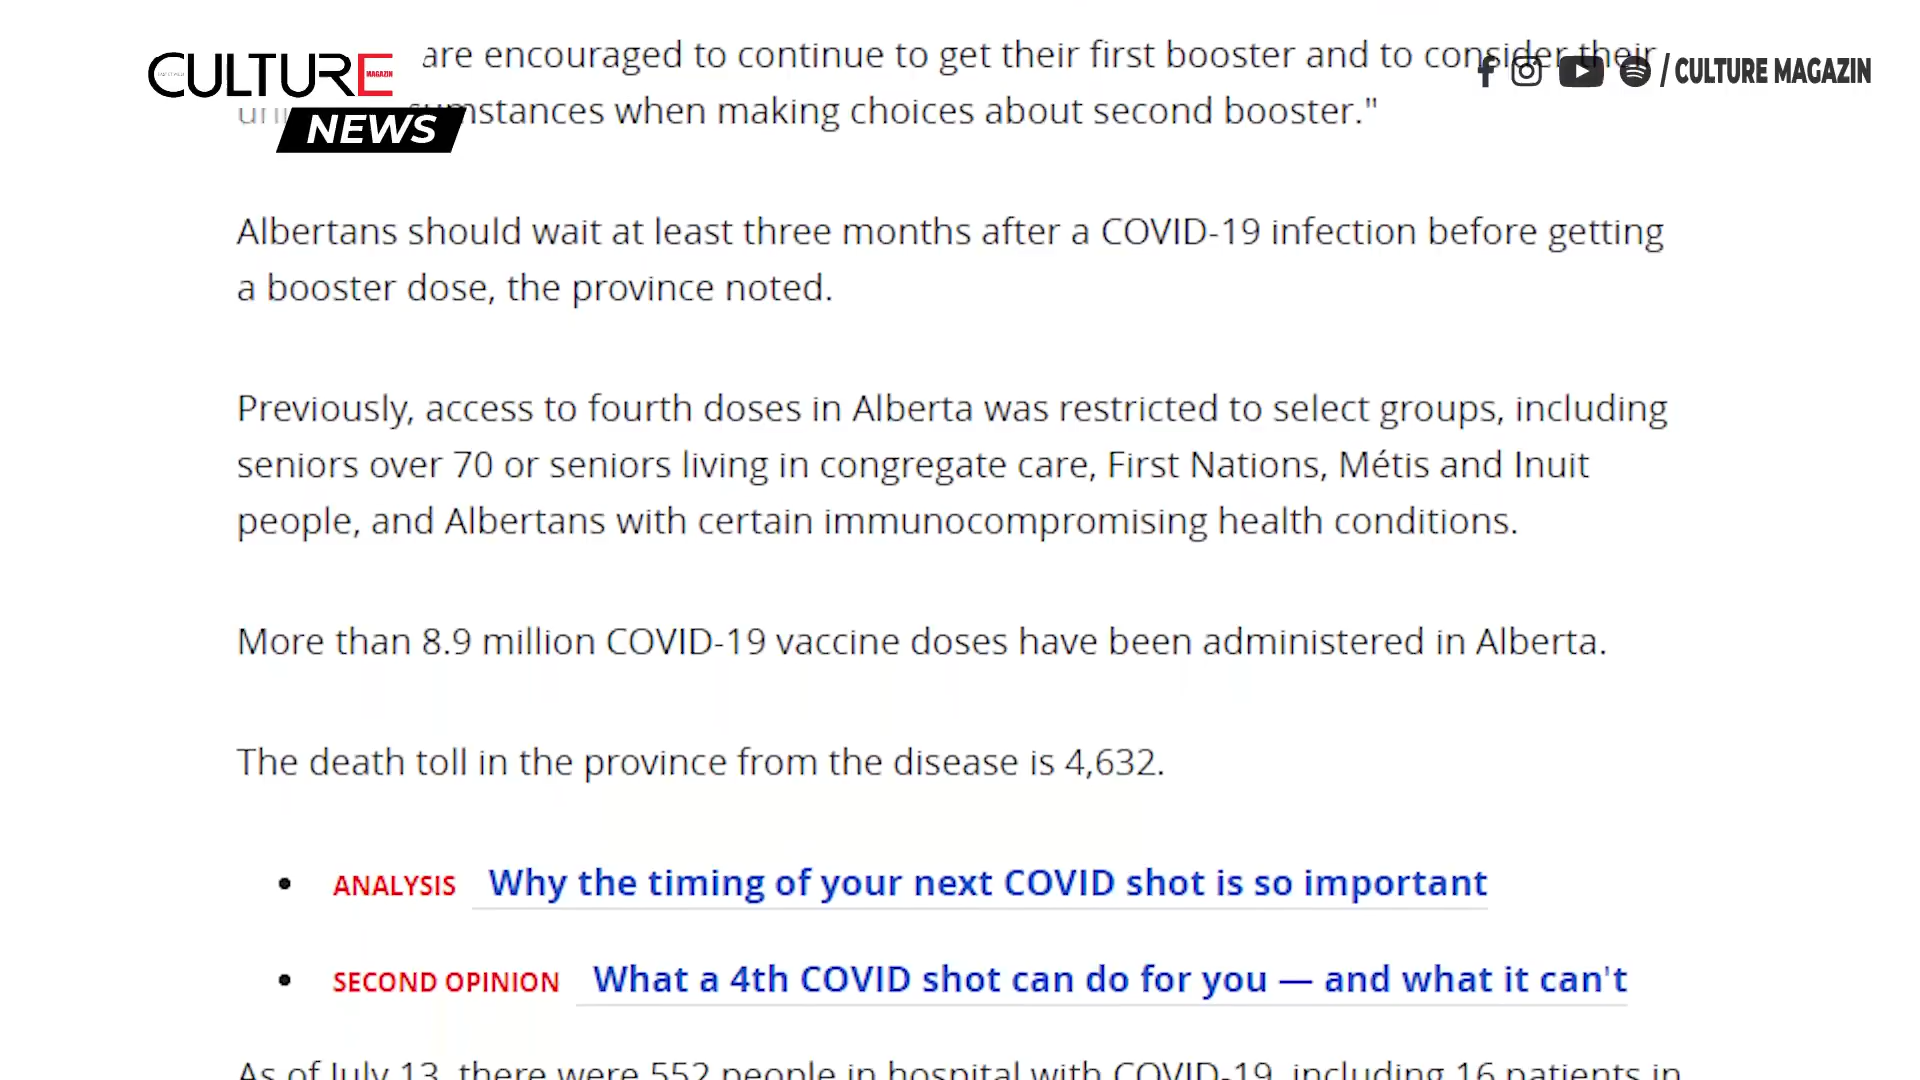 are encouraged to continue to get their first booster and to consider their
CULTURE
MAGAZIN
/ CULTURE MAGAZIN
NEWS
mstances when making choices about second booster."
Albertans should wait at least three months after a COVID-19 infection before getting
a booster dose, the province noted.
Previously, access to fourth doses in Alberta was restricted to select groups, including
seniors over 70 or seniors living in congregate care, First Nations, Métis and Inuit
people, and Albertans with certain immunocompromising health conditions.
More than 8.9 million COVID-19 vaccine doses have been administered in Alberta.
The death toll in the province from the disease is 4,632.
• ANALYSIS Why the timing of your next COVID shot is so important
• SECOND OPINION What a 4th COVID shot can do for you — and what it can't
As of July 13, there were 552 people in hospital with COVID-19, including 16 patients in